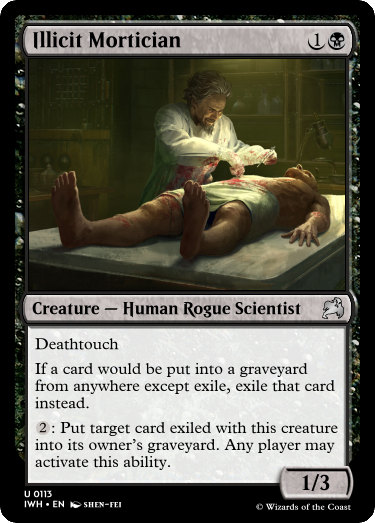 Illicit Mortician 1
Creature — Human Rogue Scientist
Deathtouch
If a card would be put into a graveyard
from anywhere except exile, exile that card
instead.
2: Put target card exiled with this creature
into its owner's graveyard. Any player may
activate this ability.
1/3
U 0113
IWH • EN SHEN-FEI
© Wizards of the Coast